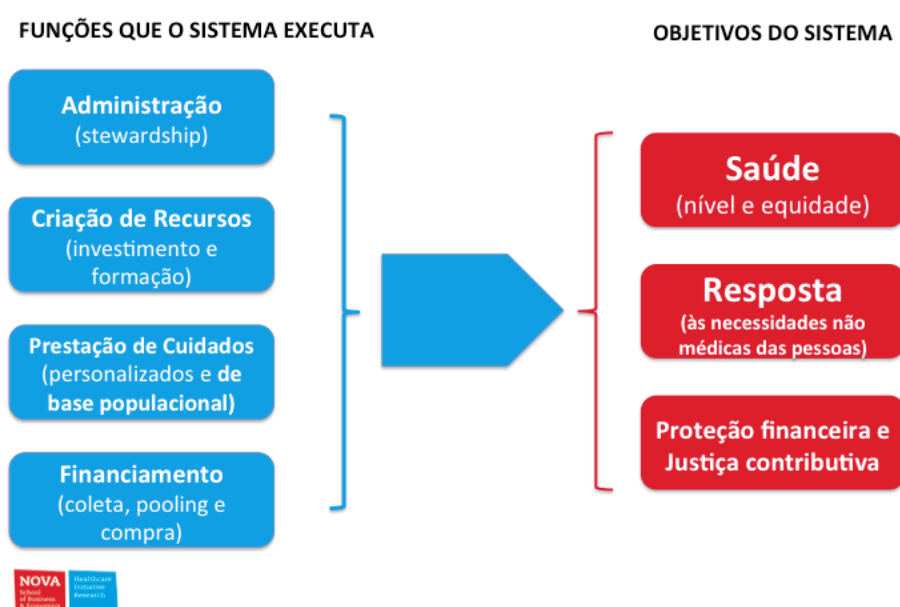 FUNÇÕES QUE O SISTEMA EXECUTA
Administração
(stewardship)
Criação de Recursos
(investimento e
formação)
Prestação de Cuidados
(personalizados e de
base populacional)
Financiamento
(coleta, pooling e
compra)
OBJETIVOS DO SISTEMA
Saúde
(nível e equidade)
Resposta
(às necessidades não
médicas das pessoas)
Proteção financeira e
Justiça contributiva
NOVA
School
of Business
& Economics
Healthcare
Initiative
Research